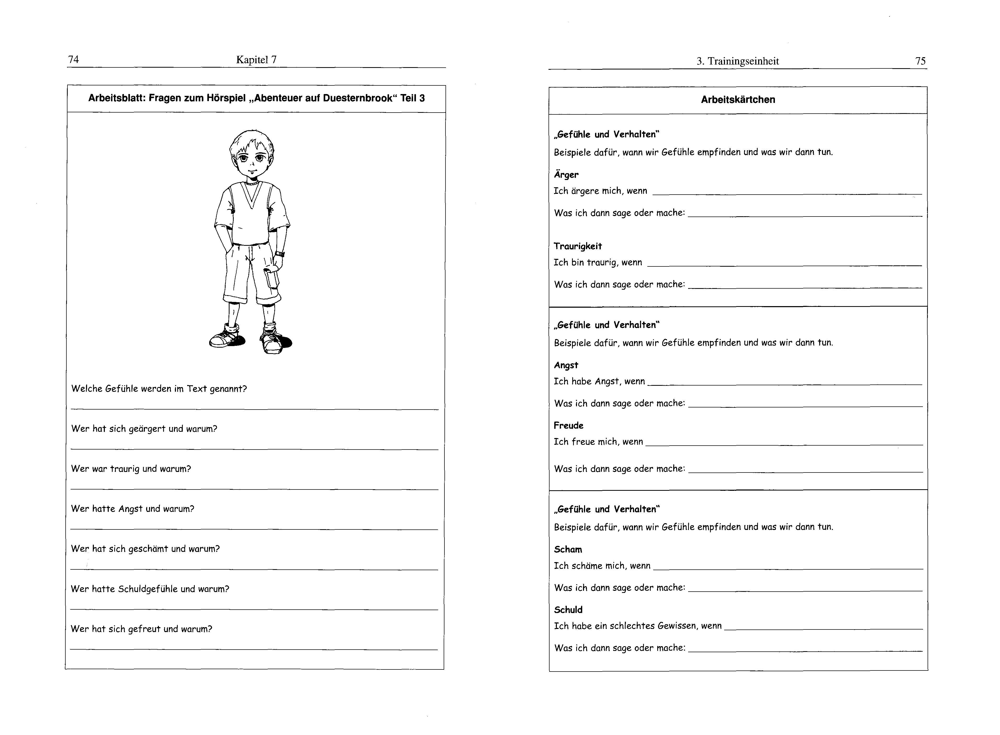 74
Kapitel 7
Arbeitsblatt: Fragen zum Hörspiel „Abenteuer auf Duesternbrook“ Teil 3
Welche Gefühle werden im Text genannt?
Wer hat sich geärgert und warum?
Wer war traurig und warum?
Wer hatte Angst und warum?
Wer hat sich geschämt und warum?
Wer hatte Schuldgefühle und warum?
Wer hat sich gefreut und warum?
3. Trainingseinheit
75
Arbeitskärtchen
„Gefühle und Verhalten“
Beispiele dafür, wann wir Gefühle empfinden und was wir dann tun.
Ärger
Ich ärgere mich, wenn
Was ich dann sage oder mache:
Traurigkeit
Ich bin traurig, wenn
Was ich dann sage oder mache:
„Gefühle und Verhalten“
Beispiele dafür, wann wir Gefühle empfinden und was wir dann tun.
Angst
Ich habe Angst, wenn
Was ich dann sage oder mache:
Freude
Ich freue mich, wenn
Was ich dann sage oder mache:
„Gefühle und Verhalten“
Beispiele dafür, wann wir Gefühle empfinden und was wir dann tun.
Scham
Ich schäme mich, wenn
Was ich dann sage oder mache:
Schuld
Ich habe ein schlechtes Gewissen, wenn
Was ich dann sage oder mache: